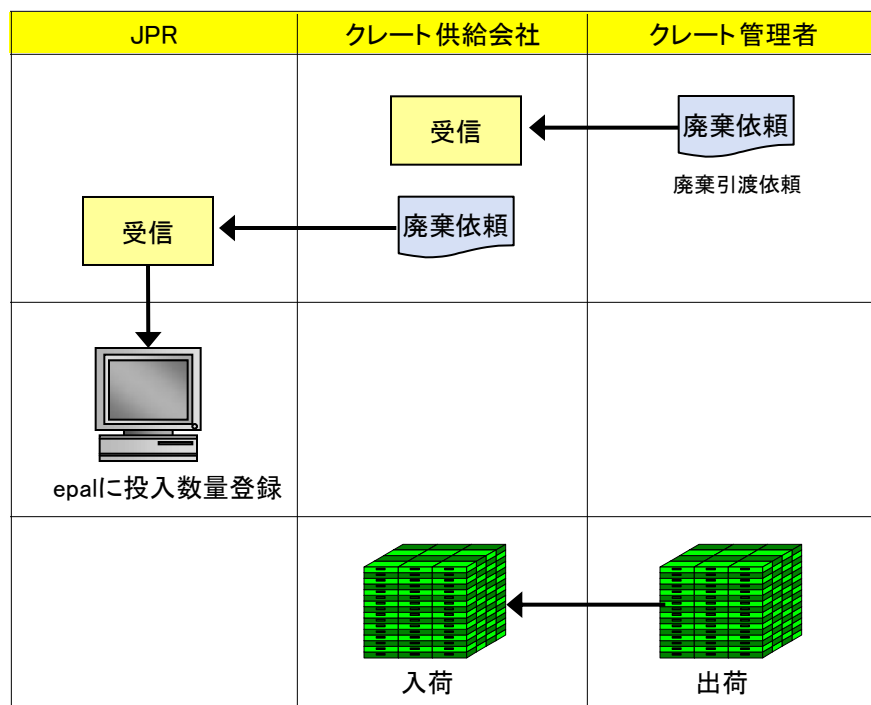 JPR
クレート供給会社
クレート管理者
受信
廃棄依頼
廃棄引渡依頼
受信
廃棄依頼
epalに投入数量登録
入荷
出荷